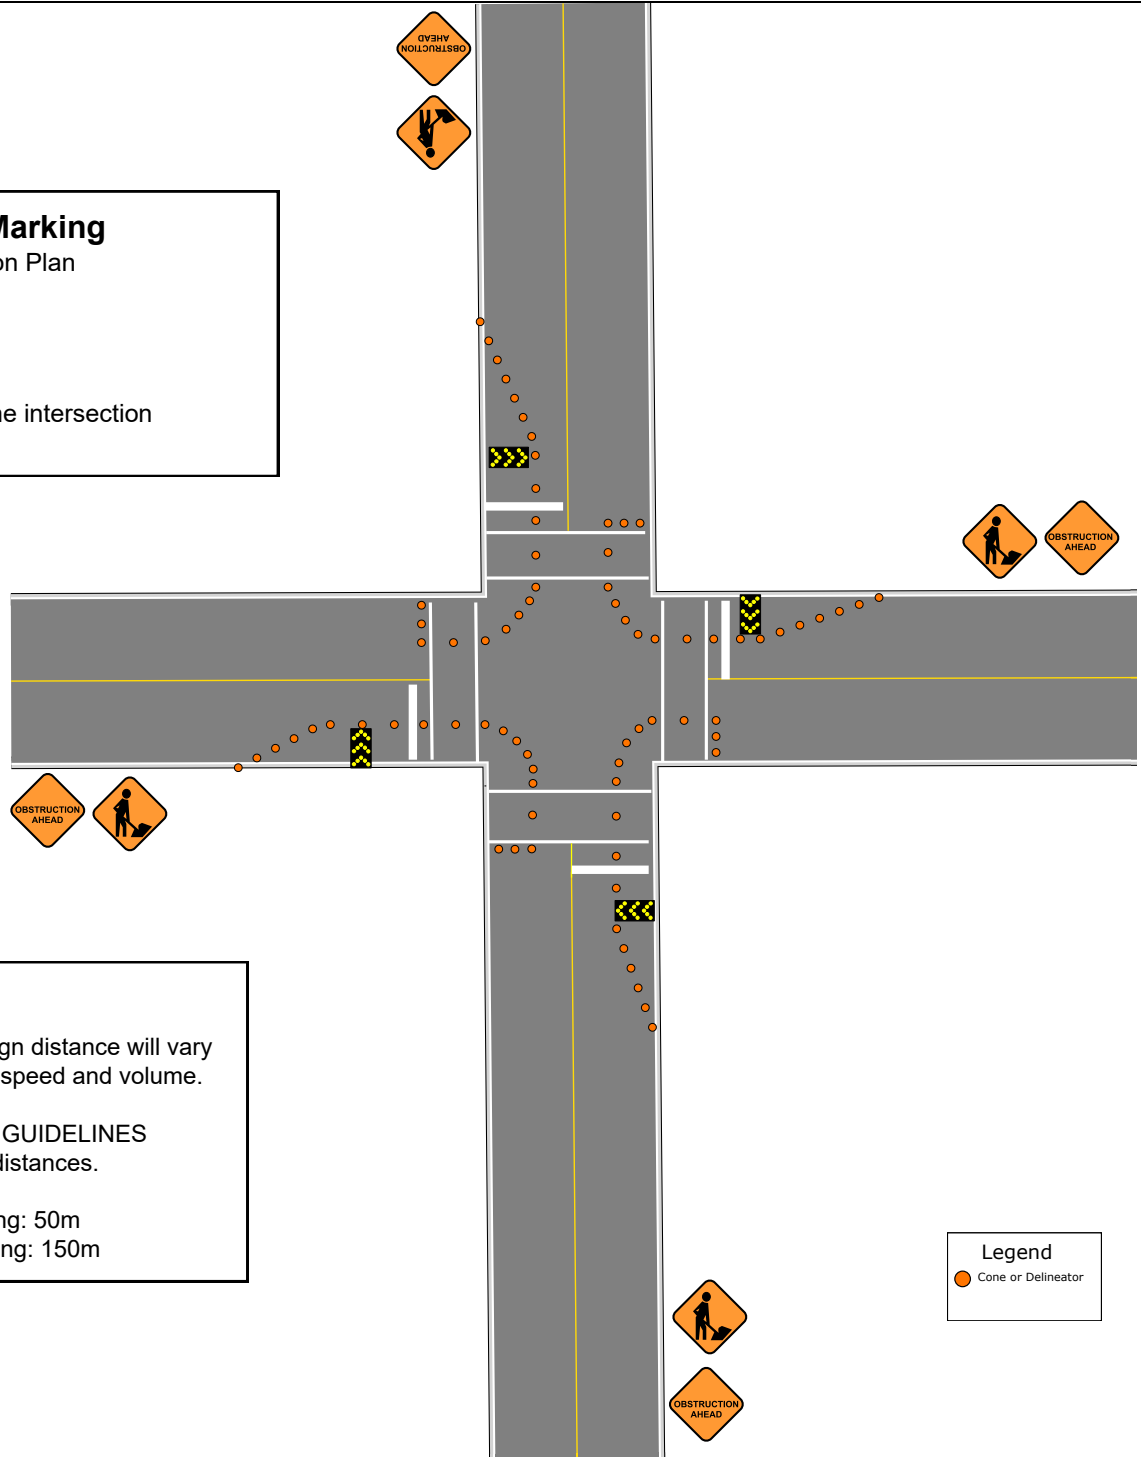 OBSTRUCTION
AHEAD
Marking
on Plan
ne intersection
OBSTRUCTION
AHEAD
OBSTRUCTION
AHEAD
gn distance will vary
speed and volume.
GUIDELINES
distances.
ng: 50m
ng: 150m
Legend
Cone or Delineator
OBSTRUCTION
AHEAD